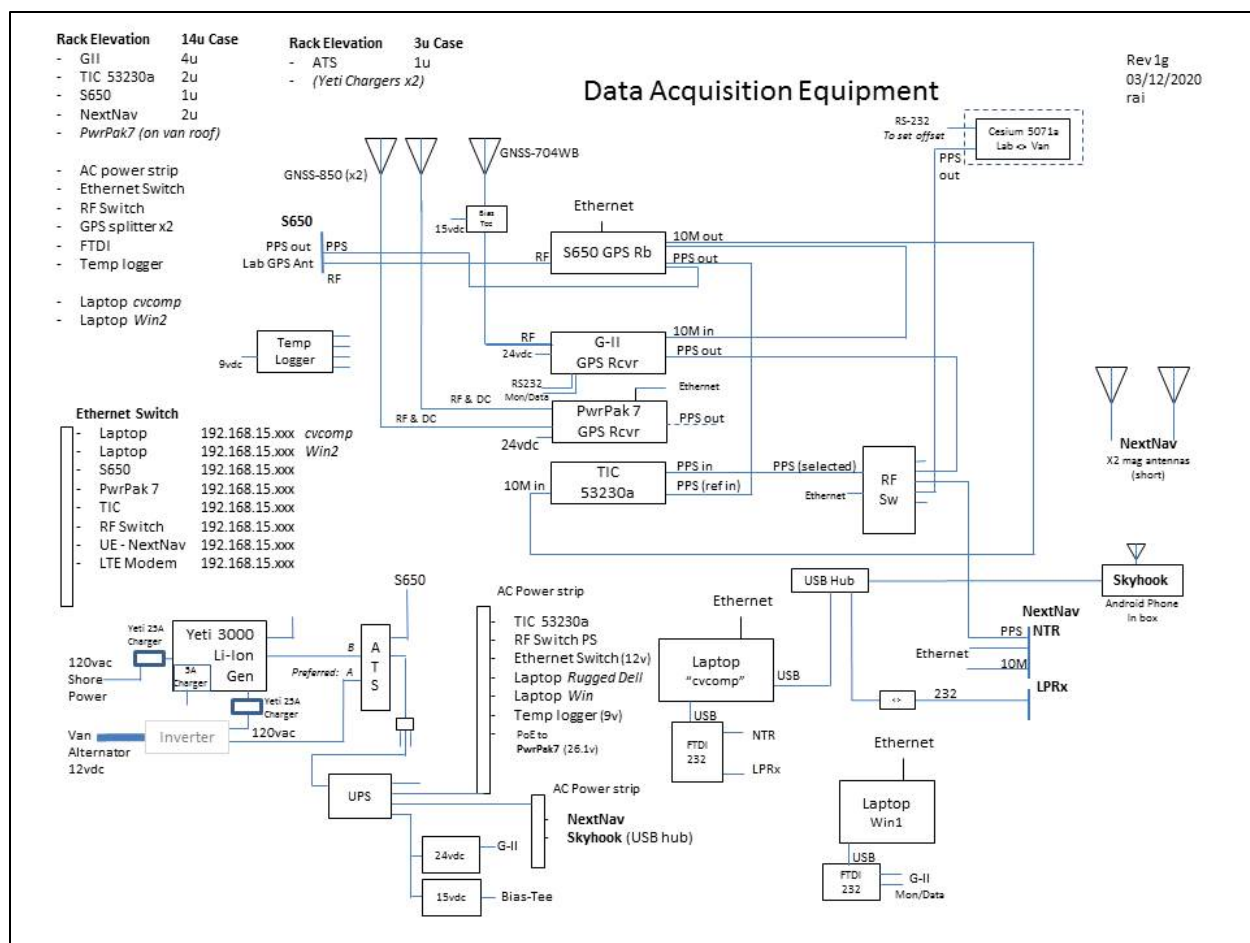 Rack Elevation 14u Case
- GII 4u
- TIC 53230a 2u
- S650 1u
- NextNav 2u
- PwrPak7 (on van roof)
- AC power strip
- Ethernet Switch
- RF Switch
- GPS splitter x2
- FTDI
- Temp logger
- Laptop cvcomp
- Laptop Win2
Rack Elevation 3u Case
- ATS 1u
- (Yeti Chargers x2)
Data Acquisition Equipment
Rev 1g
03/12/2020
rai
RS-232
To set offset
Cesium 5071a
Lab <> Van
PPS
out
GNSS-850 (x2)
GNSS-704WB
Bias
Tee
15vdc
S650
PPS out
PPS
Lab GPS Ant
RF
Ethernet
RF
S650 GPS Rb
10M out
PPS out
Temp
Logger
9vdc
RF
24vdc
G-II
GPS Rcvr
10M in
PPS out
RS232
Mon/Data
Ethernet
RF & DC
RF & DC
PwrPak 7
GPS Rcvr
PPS out
24vdc
10M in
TIC
53230a
PPS in
PPS (ref in)
PPS (selected)
Ethernet
RF
Sw
NextNav
X2 mag antennas
(short)
Ethernet Switch
- Laptop 192.168.15.xxx cvcomp
- Laptop 192.168.15.xxx Win2
- S650 192.168.15.xxx
- PwrPak 7 192.168.15.xxx
- TIC 192.168.15.xxx
- RF Switch 192.168.15.xxx
- UE - NextNav 192.168.15.xxx
- LTE Modem 192.168.15.xxx
S650
Yeti 25A
Charger
Yeti 3000
Li-Ion
Gen
5A
Charger
120vac
Shore
Power
Yeti 25A
Charger
120vac
Inverter
Van
Alternator
12vdc
B
Preferred: A
A
T
S
UPS
AC Power strip
- TIC 53230a
- RF Switch PS
- Ethernet Switch (12v)
- Laptop Rugged Dell
- Laptop Win
- Temp logger (9v)
- PoE to
PwrPak7 (26.1v)
AC Power strip
- NextNav
- Skyhook (USB hub)
24vdc
G-II
15vdc
Bias-Tee
Ethernet
Laptop
"cvcomp"
USB
USB
FTDI
232
NTR
LPRx
USB Hub
Skyhook
Android Phone
In box
NextNav
PPS
NTR
Ethernet
10M
<>
232
LPRx
Ethernet
Laptop
Win1
USB
FTDI
232
G-II
Mon/Data